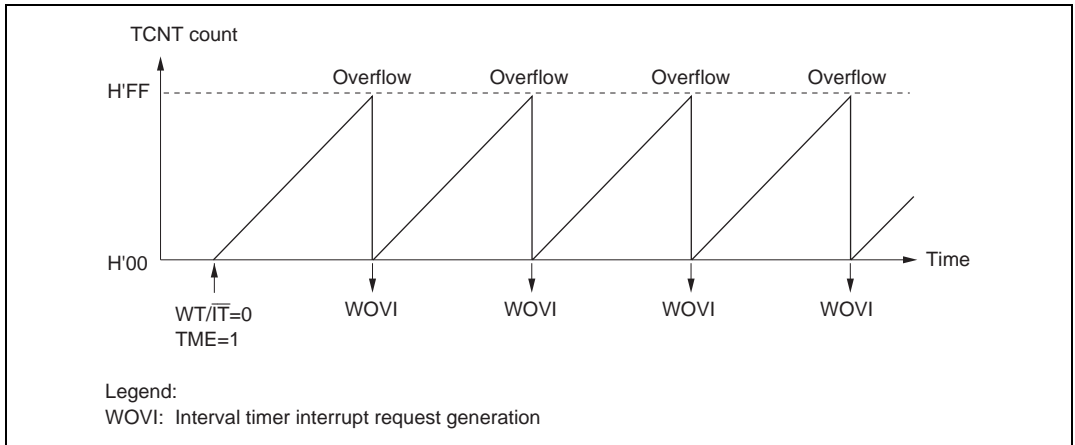 TCNT count
Overflow Overflow Overflow Overflow
H'FF
H'00
Time
WT/I̅T̅=0
TME=1
WOVI WOVI WOVI WOVI
Legend:
WOVI: Interval timer interrupt request generation